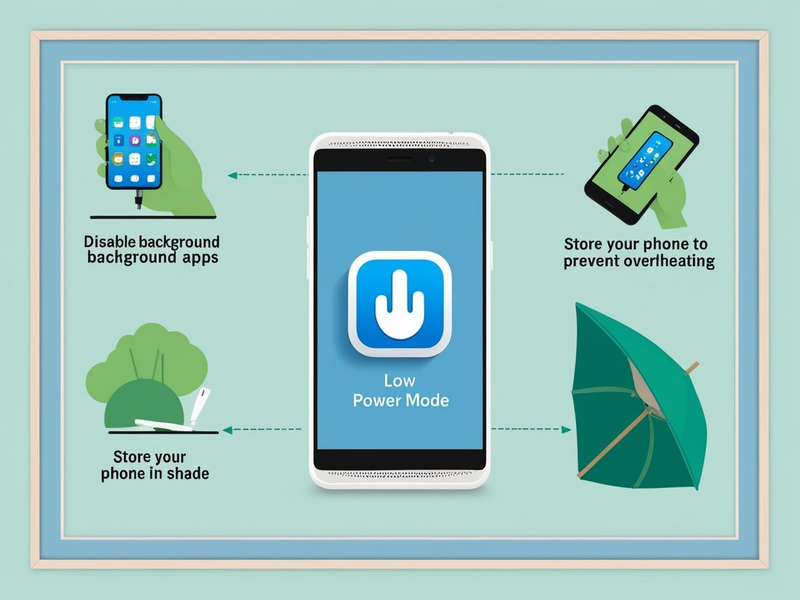 Disable background
background apps
Store your phone to
prevent overlheating
Low
Power Mode
Store your
phone in shade